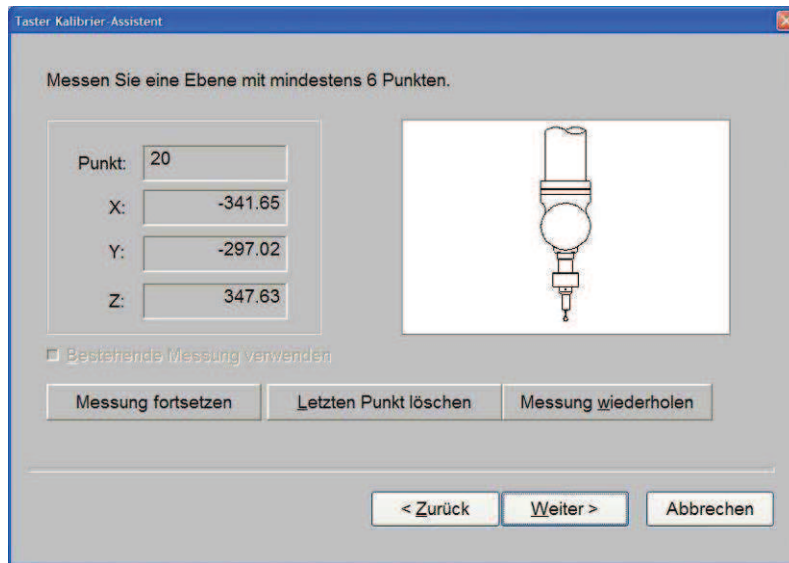 Taster Kalibrier-Assistent
Messen Sie eine Ebene mit mindestens 6 Punkten.
Punkt: 20
X: -341.65
Y: -297.02
Z: 347.63
Bestehende Messung verwenden
Messung fortsetzen Letzten Punkt löschen Messung wiederholen
< Zurück Weiter > Abbrechen